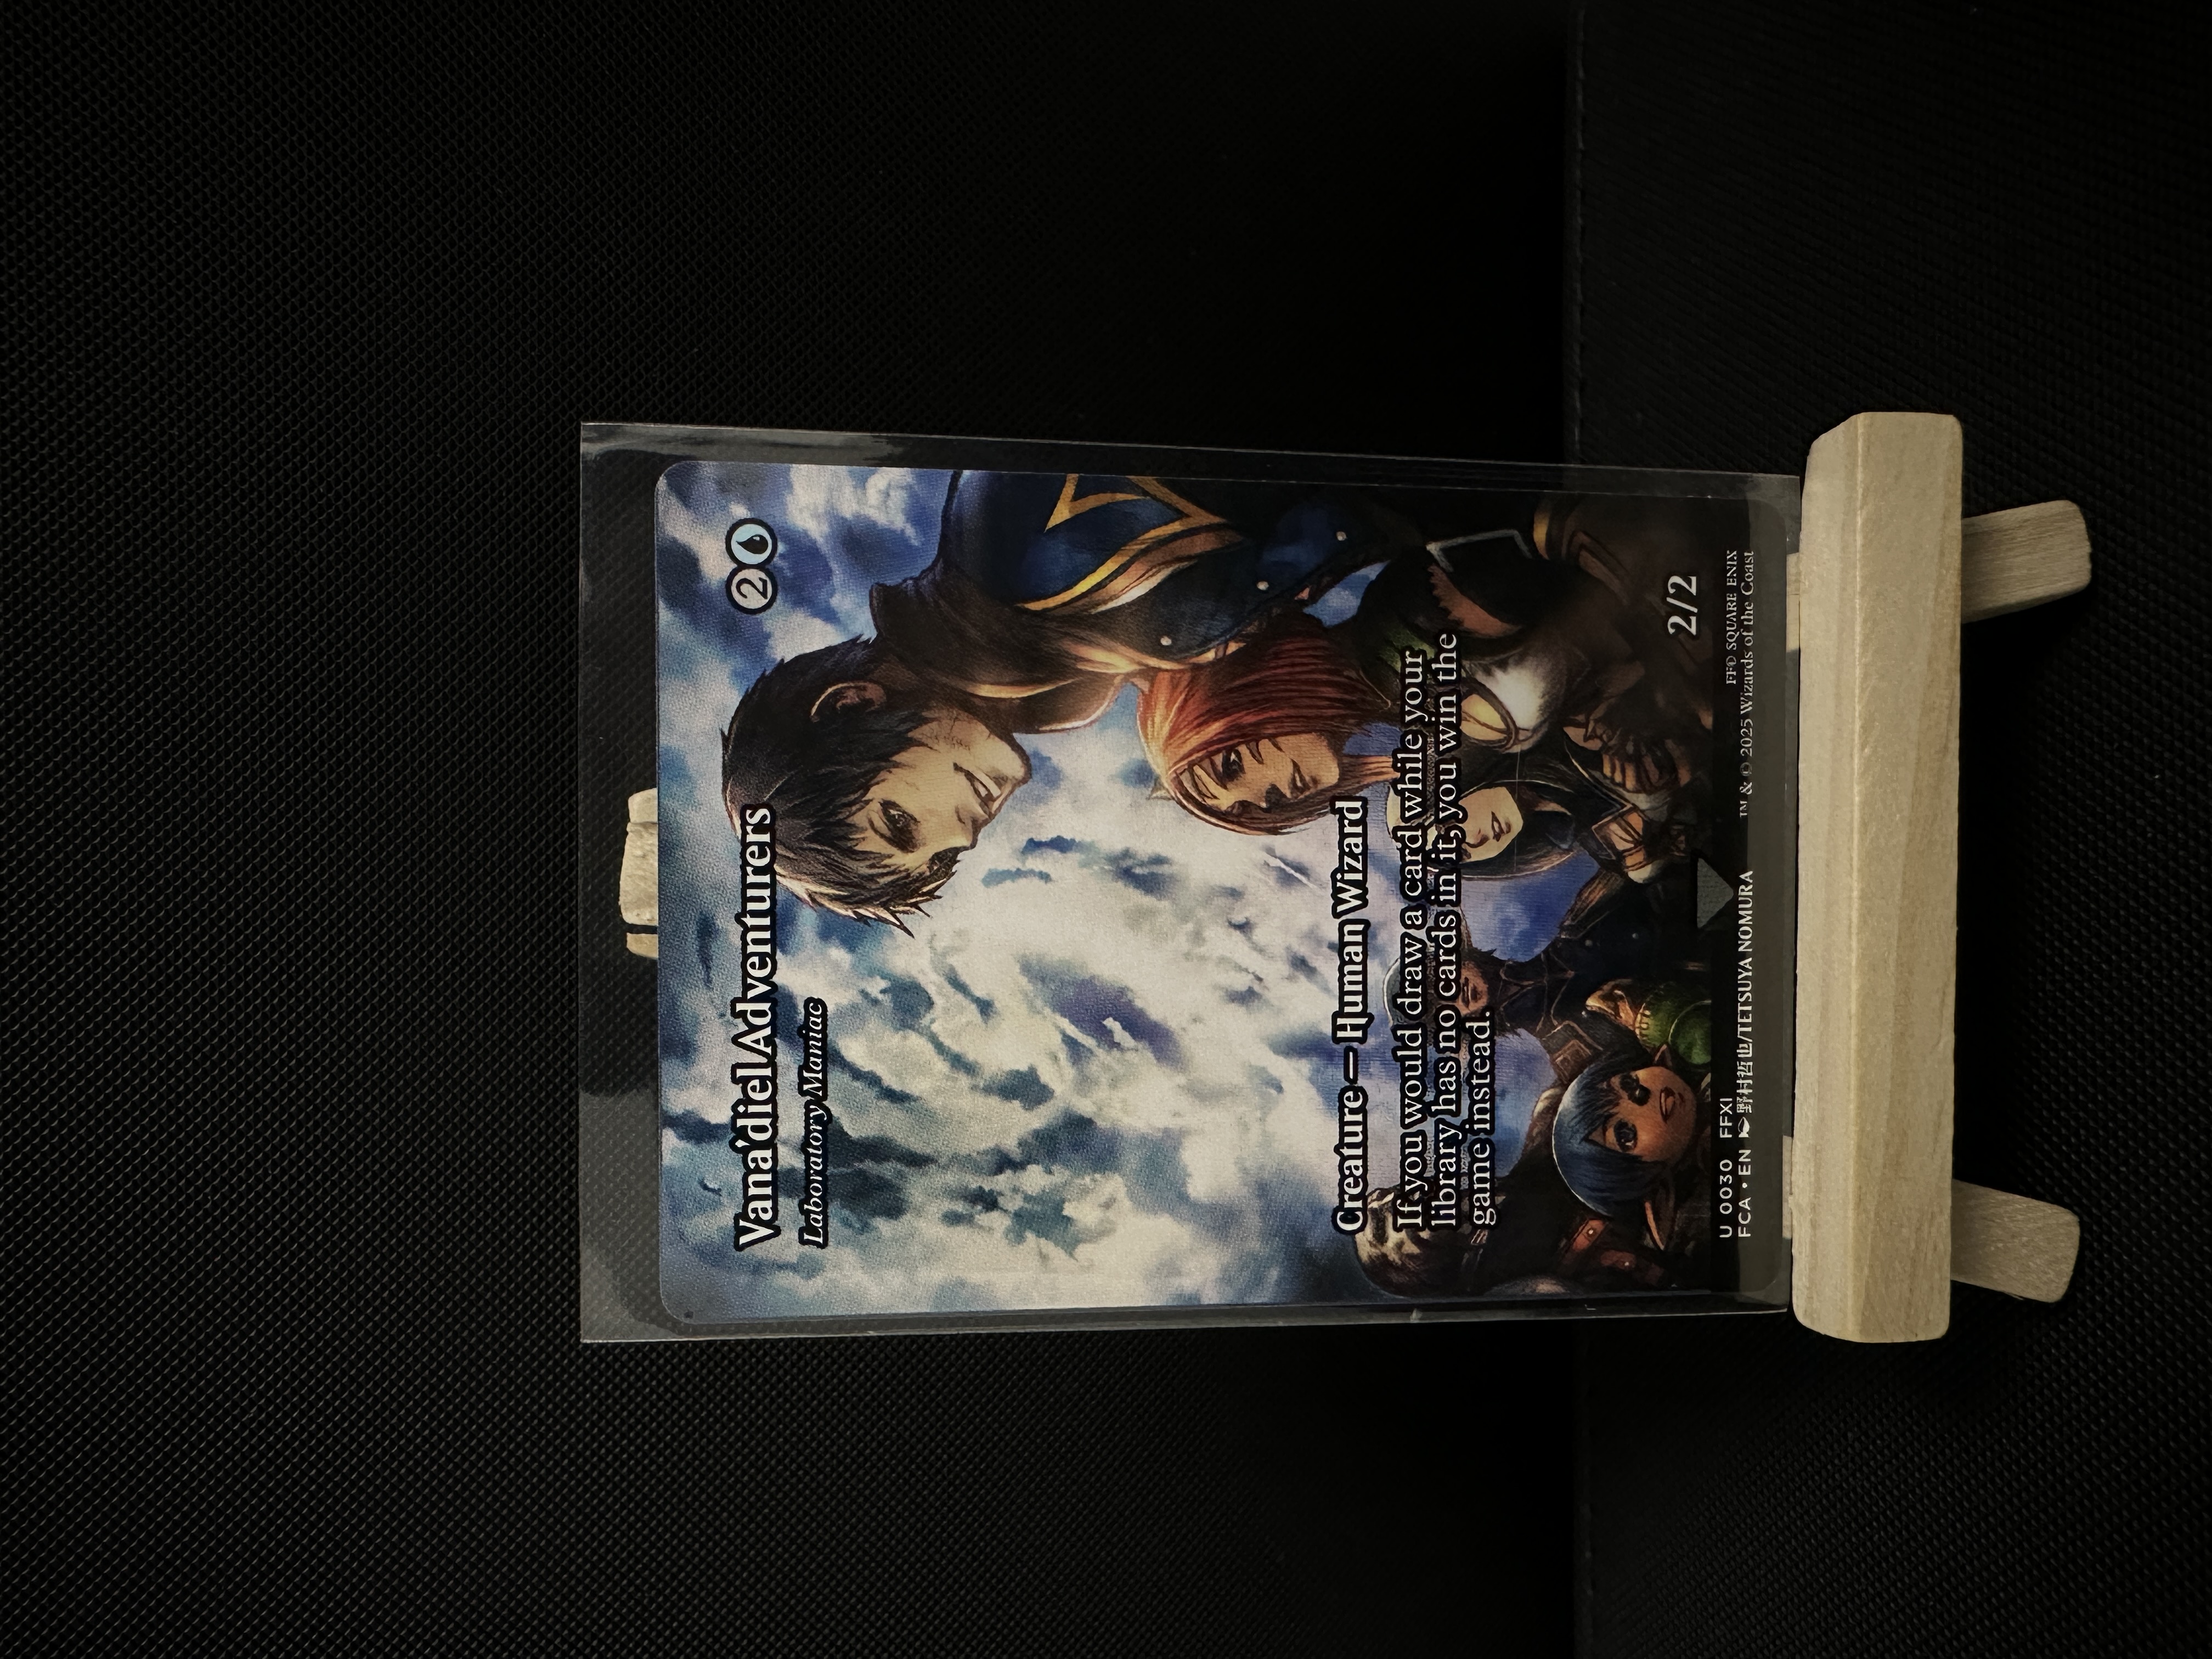 Vana'diel Adventurers ②💧
Laboratory Maniac
Creature — Human Wizard
If you would draw a card while your
library has no cards in it, you win the
game instead.
2/2
U 0030 FFXI
FCA • EN 野村哲也/TETSUYA NOMURA
FF© SQUARE ENIX
™ & © 2025 Wizards of the Coast